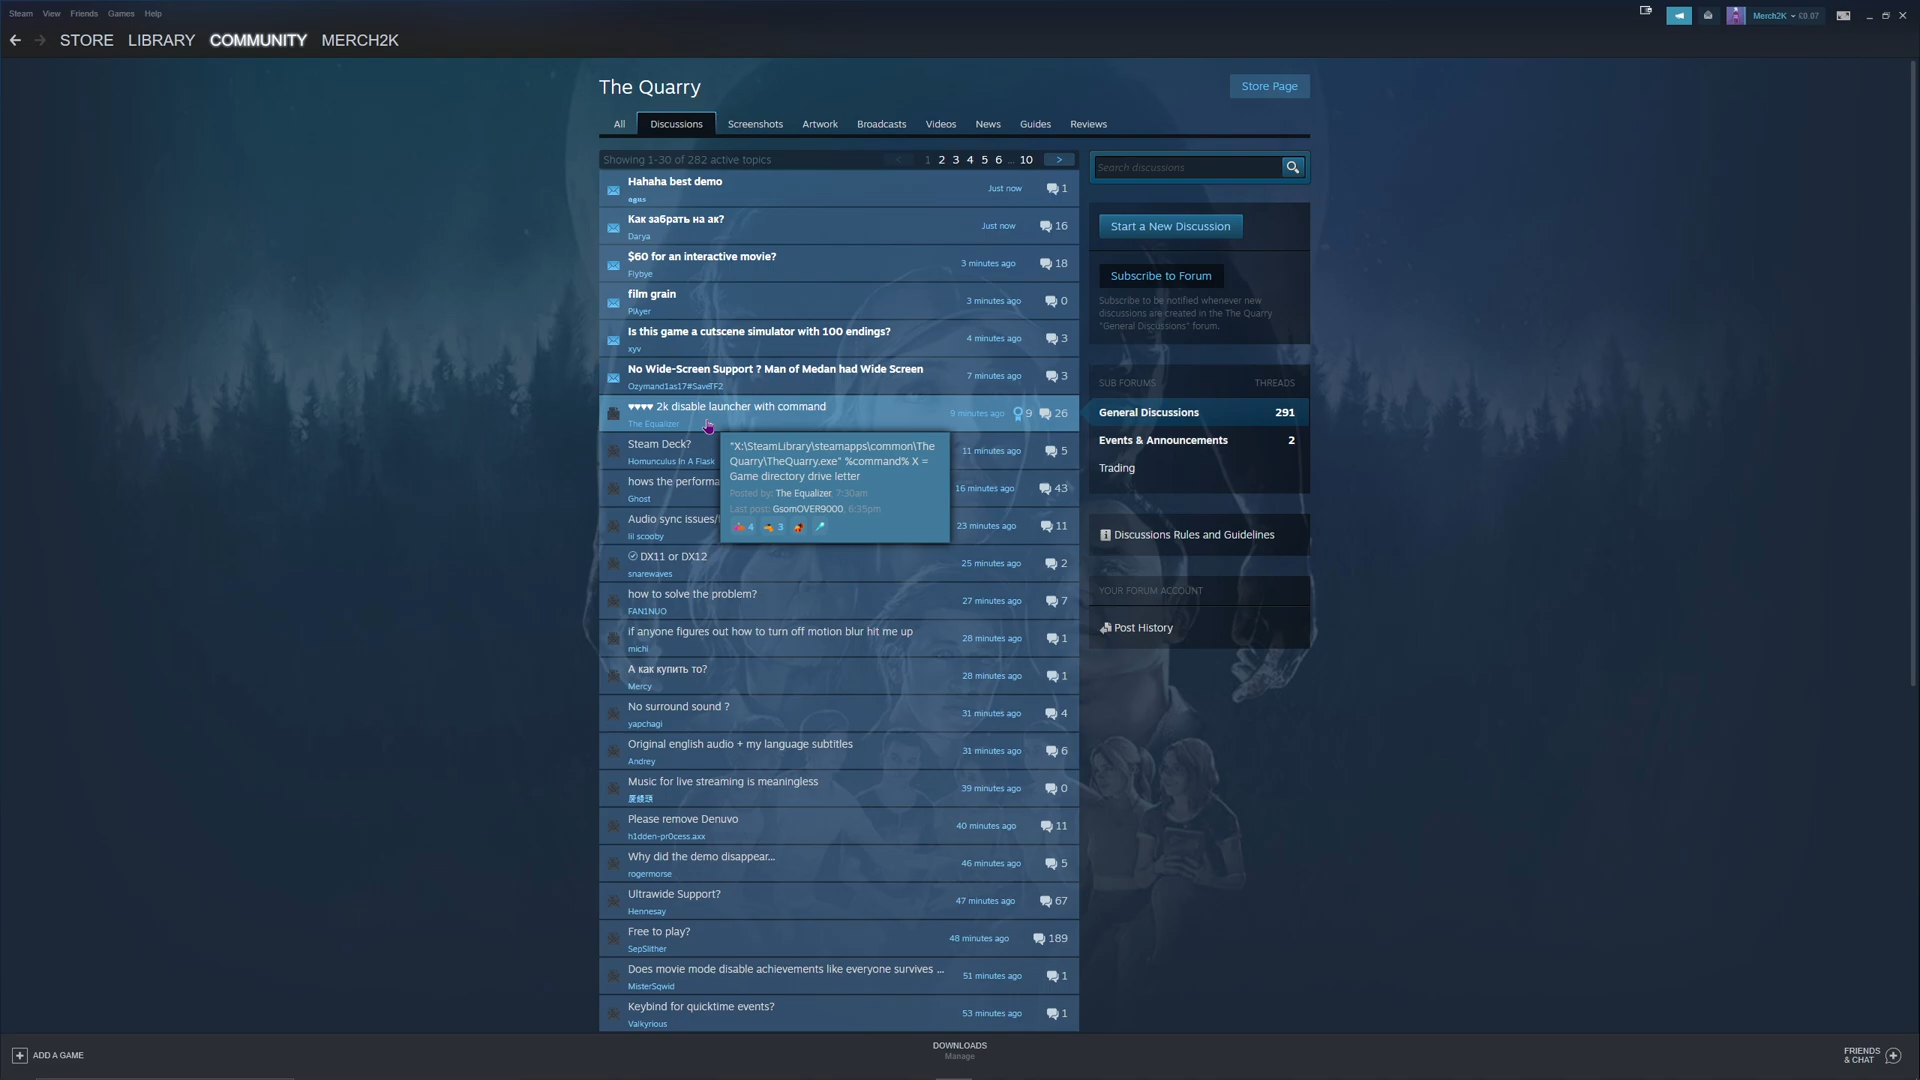 Steam View Friends Games Help
Merch2K £0.07
STORE LIBRARY COMMUNITY MERCH2K
The Quarry
Store Page
All Discussions Screenshots Artwork Broadcasts Videos News Guides Reviews
Showing 1-30 of 282 active topics
< 1 2 3 4 5 6 ... 10 >
Hahaha best demo
agus
Just now
1
Как забрать на ак?
Darya
Just now
16
$60 for an interactive movie?
Flybye
3 minutes ago
18
film grain
3 minutes ago
0
Is this game a cutscene simulator with 100 endings?
xyv
4 minutes ago
3
No Wide-Screen Support ? Man of Medan had Wide Screen
Ozymand1as17#SaveTF2
7 minutes ago
3
♥♥♥♥ 2k disable launcher with command
The Equalizer
9 minutes ago
9
26
Steam Deck?
Homunculus In A Flask
11 minutes ago
5
hows the performa
Ghost
16 minutes ago
43
Audio sync issues/
lil scooby
23 minutes ago
11
"X:\SteamLibrary\steamapps\common\The
Quarry\TheQuarry.exe" %command% X =
Game directory drive letter
Posted by: The Equalizer, 7:30am
Last post: GsomOVER9000, 6:35pm
4 3
DX11 or DX12
snarewaves
25 minutes ago
2
how to solve the problem?
FAN1NUO
27 minutes ago
7
if anyone figures out how to turn off motion blur hit me up
michi
28 minutes ago
1
А как купить то?
Mercy
28 minutes ago
1
No surround sound ?
yapchagi
31 minutes ago
4
Original english audio + my language subtitles
Andrey
31 minutes ago
6
Music for live streaming is meaningless
39 minutes ago
0
Please remove Denuvo
h1dden-pr0cess.axx
40 minutes ago
11
Why did the demo disappear...
rogermorse
46 minutes ago
5
Ultrawide Support?
Hennesay
47 minutes ago
67
Free to play?
SepSlither
48 minutes ago
189
Does movie mode disable achievements like everyone survives ...
MisterSqwid
51 minutes ago
1
Keybind for quicktime events?
Valkyrious
53 minutes ago
1
Search discussions
Start a New Discussion
Subscribe to Forum
Subscribe to be notified whenever new
discussions are created in the The Quarry
"General Discussions" forum.
SUB FORUMS THREADS
General Discussions 291
Events & Announcements 2
Trading
Discussions Rules and Guidelines
YOUR FORUM ACCOUNT
Post History
ADD A GAME
DOWNLOADS
Manage
FRIENDS
& CHAT